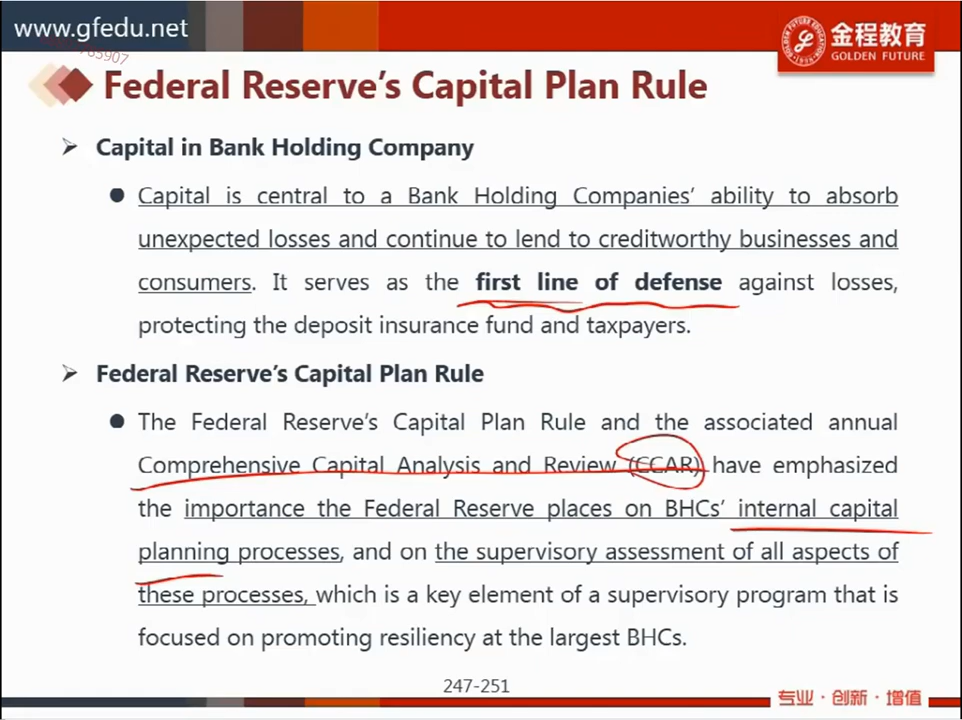 www.gfedu.net
765907
金程教育
GOLDEN FUTURE
Federal Reserve's Capital Plan Rule
Capital in Bank Holding Company
Capital is central to a Bank Holding Companies' ability to absorb
unexpected losses and continue to lend to creditworthy businesses and
consumers. It serves as the first line of defense against losses,
protecting the deposit insurance fund and taxpayers.
Federal Reserve's Capital Plan Rule
The Federal Reserve's Capital Plan Rule and the associated annual
Comprehensive Capital Analysis and Review (CCAR) have emphasized
the importance the Federal Reserve places on BHCs' internal capital
planning processes, and on the supervisory assessment of all aspects of
these processes, which is a key element of a supervisory program that is
focused on promoting resiliency at the largest BHCs.
247-251
专业·创新·增值